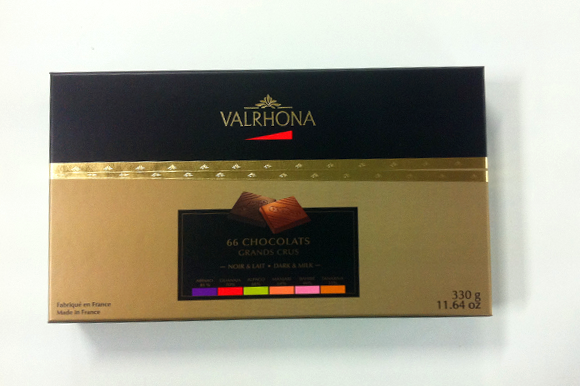 VALRHONA
66 CHOCOLATS
GRANDS CRUS
— NOIR & LAIT • DARK & MILK —
Fabriqué en France
Made in France
330 g
11.64 oz